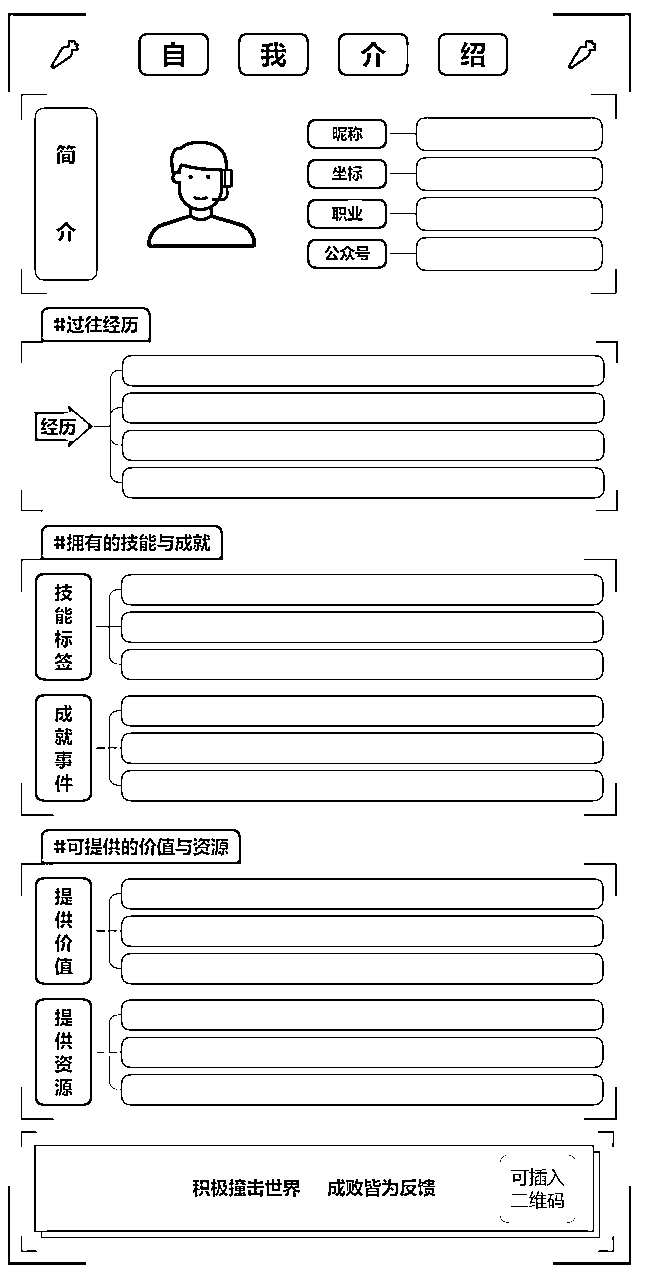 自我介绍
简介
昵称
坐标
职业
公众号
#过往经历
经历
#拥有的技能与成就
技能标签
成就事件
#可提供的价值与资源
提供价值
提供资源
积极撞击世界 成败皆为反馈
可插入
二维码